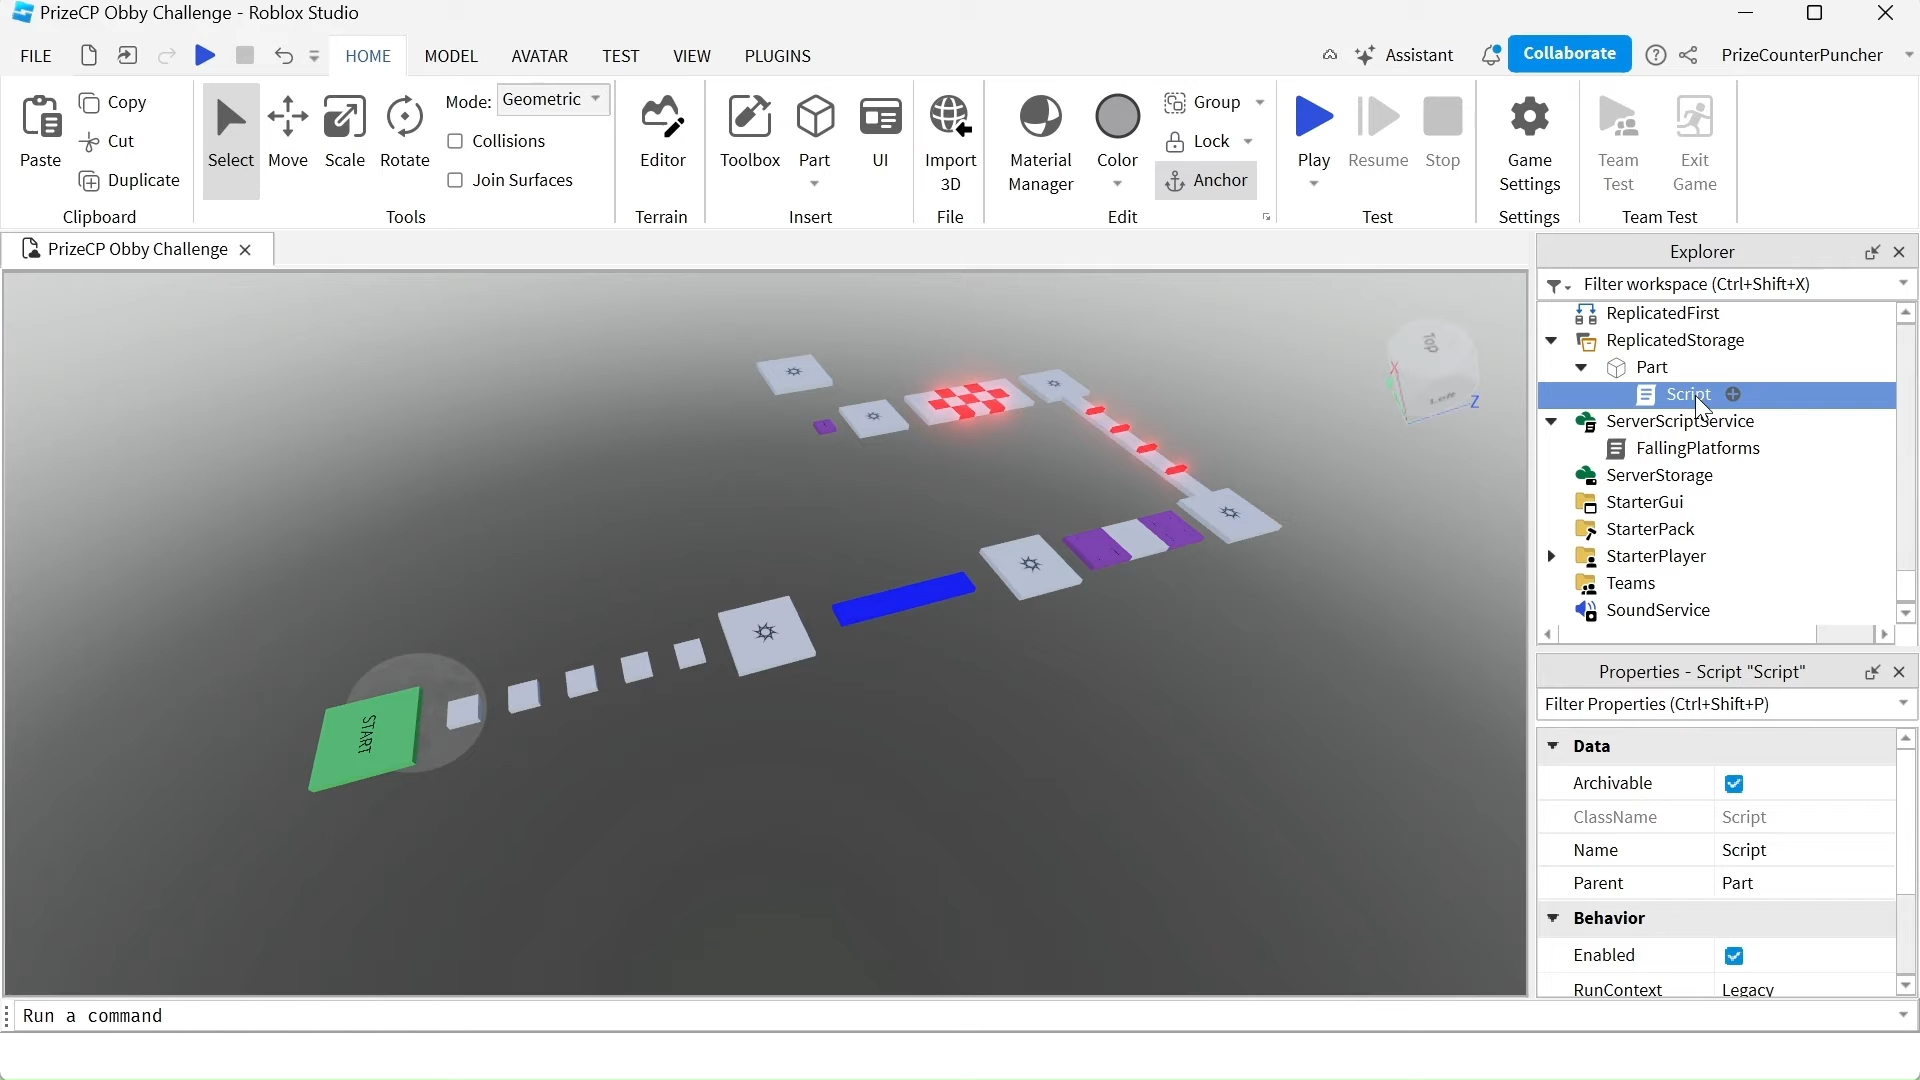 PrizeCP Obby Challenge - Roblox Studio
FILE
HOME
MODEL
AVATAR
TEST
VIEW
PLUGINS
Assistant
Collaborate
PrizeCounterPuncher
Paste
Copy
Cut
Duplicate
Clipboard
Select
Move
Scale
Rotate
Mode: Geometric
Collisions
Join Surfaces
Tools
Editor
Terrain
Toolbox
Part
UI
Insert
Import
3D
File
Material
Manager
Color
Group
Lock
Anchor
Edit
Play
Resume
Stop
Test
Game
Settings
Settings
Team
Test
Exit
Game
Team Test
PrizeCP Obby Challenge
Top
Left
X
Z
START
Explorer
Filter workspace (Ctrl+Shift+X)
ReplicatedFirst
ReplicatedStorage
Part
Script
ServerScriptService
FallingPlatforms
ServerStorage
StarterGui
StarterPack
StarterPlayer
Teams
SoundService
Properties - Script "Script"
Filter Properties (Ctrl+Shift+P)
Data
Archivable
ClassName Script
Name Script
Parent Part
Behavior
Enabled
RunContext Legacy
Run a command